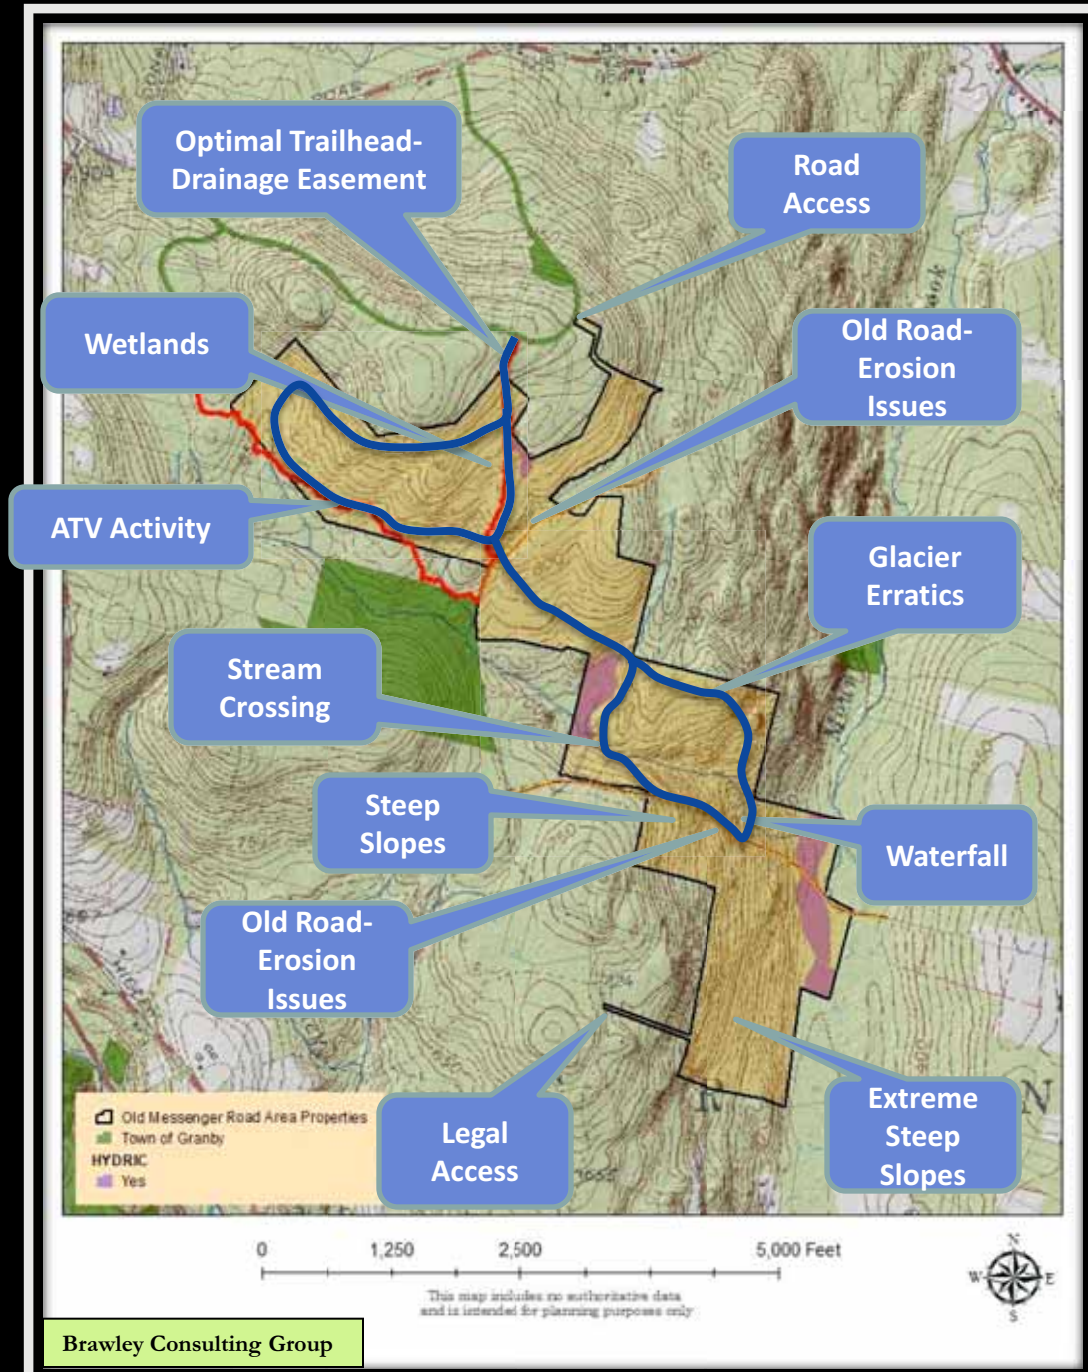 Optimal Trailhead-
Drainage Easement
Road
Access
Wetlands
Old Road-
Erosion
Issues
ATV Activity
Glacier
Erratics
Stream
Crossing
Steep
Slopes
Waterfall
Old Road-
Erosion
Issues
Legal
Access
Extreme
Steep
Slopes
R
N
Old Messenger Road Area Properties
Town of Granby
HYDRIC
Yes
0 1,250 2,500 5,000 Feet
This map includes no authoritative data
and is intended for planning purposes only
N
W E
S
Brawley Consulting Group